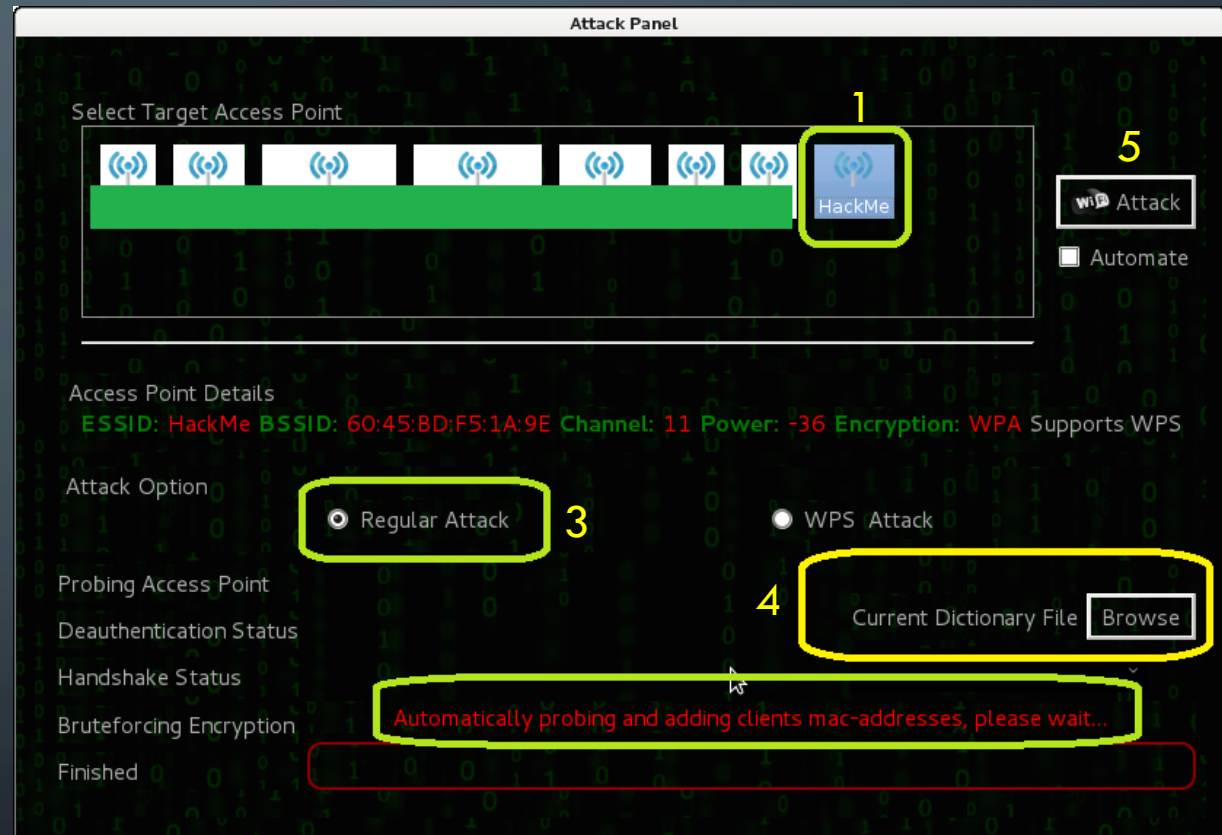 Attack Panel
1
Select Target Access Point
5
HackMe
WiFi Attack
Automate
Access Point Details
ESSID: HackMe BSSID: 60:45:BD:F5:1A:9E Channel: 11 Power: -36 Encryption: WPA Supports WPS
Attack Option
Regular Attack
3
WPS Attack
Probing Access Point
4
Current Dictionary File
Browse
Deauthentication Status
Handshake Status
Automatically probing and adding clients mac-addresses, please wait...
Bruteforcing Encryption
Finished